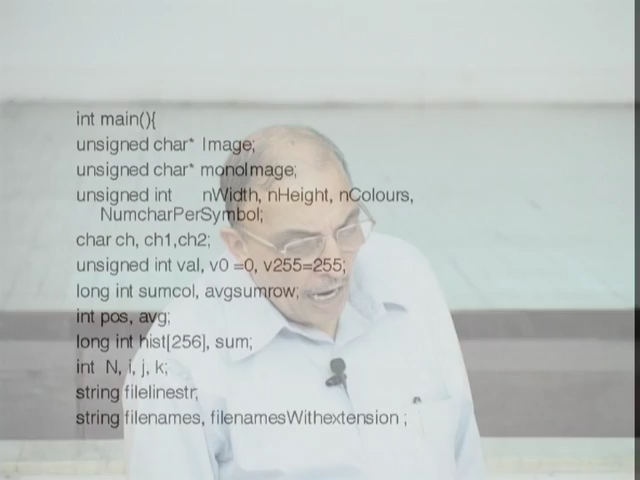 int main(){
unsigned char* Image;
unsigned char* monoImage;
unsigned int nWidth, nHeight, nColours,
NumcharPerSymbol;
char ch, ch1,ch2;
unsigned int val, v0 =0, v255=255;
long int sumcol, avgsumrow;
int pos, avg;
long int hist[256], sum;
int N, i, j, k;
string filelinestr;
string filenames, filenamesWithextension ;